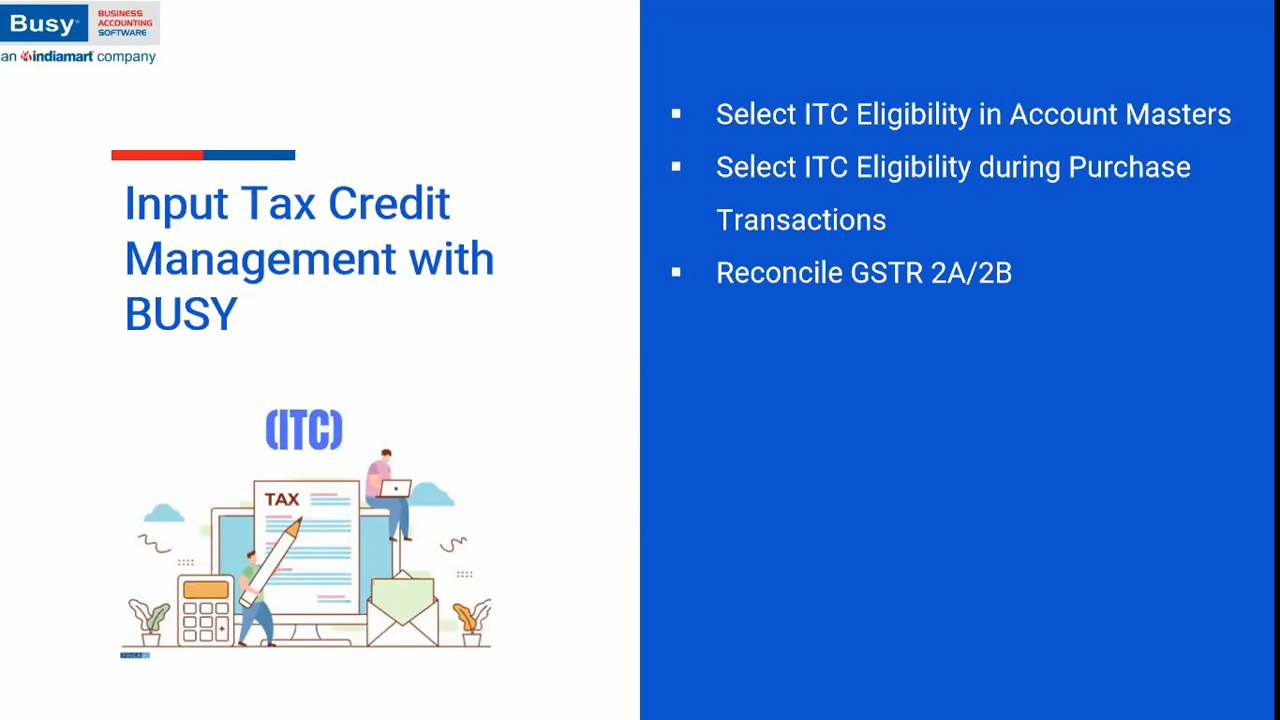 Busy
BUSINESS
ACCOUNTING
SOFTWARE
an indiamart company
Input Tax Credit
Management with
BUSY
(ITC)
TAX
▪ Select ITC Eligibility in Account Masters
▪ Select ITC Eligibility during Purchase
Transactions
▪ Reconcile GSTR 2A/2B